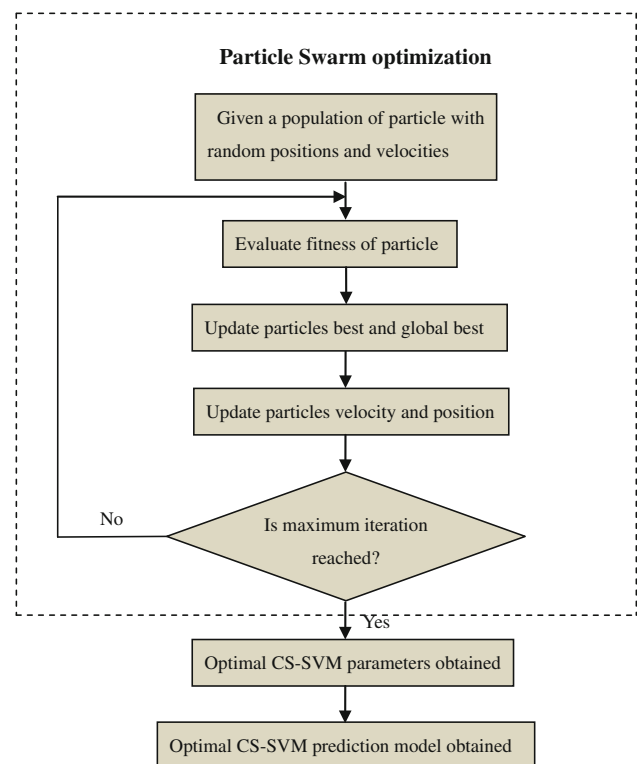 Particle Swarm optimization
Given a population of particle with
random positions and velocities
Evaluate fitness of particle
Update particles best and global best
Update particles velocity and position
Is maximum iteration
reached?
No
Yes
Optimal CS-SVM parameters obtained
Optimal CS-SVM prediction model obtained